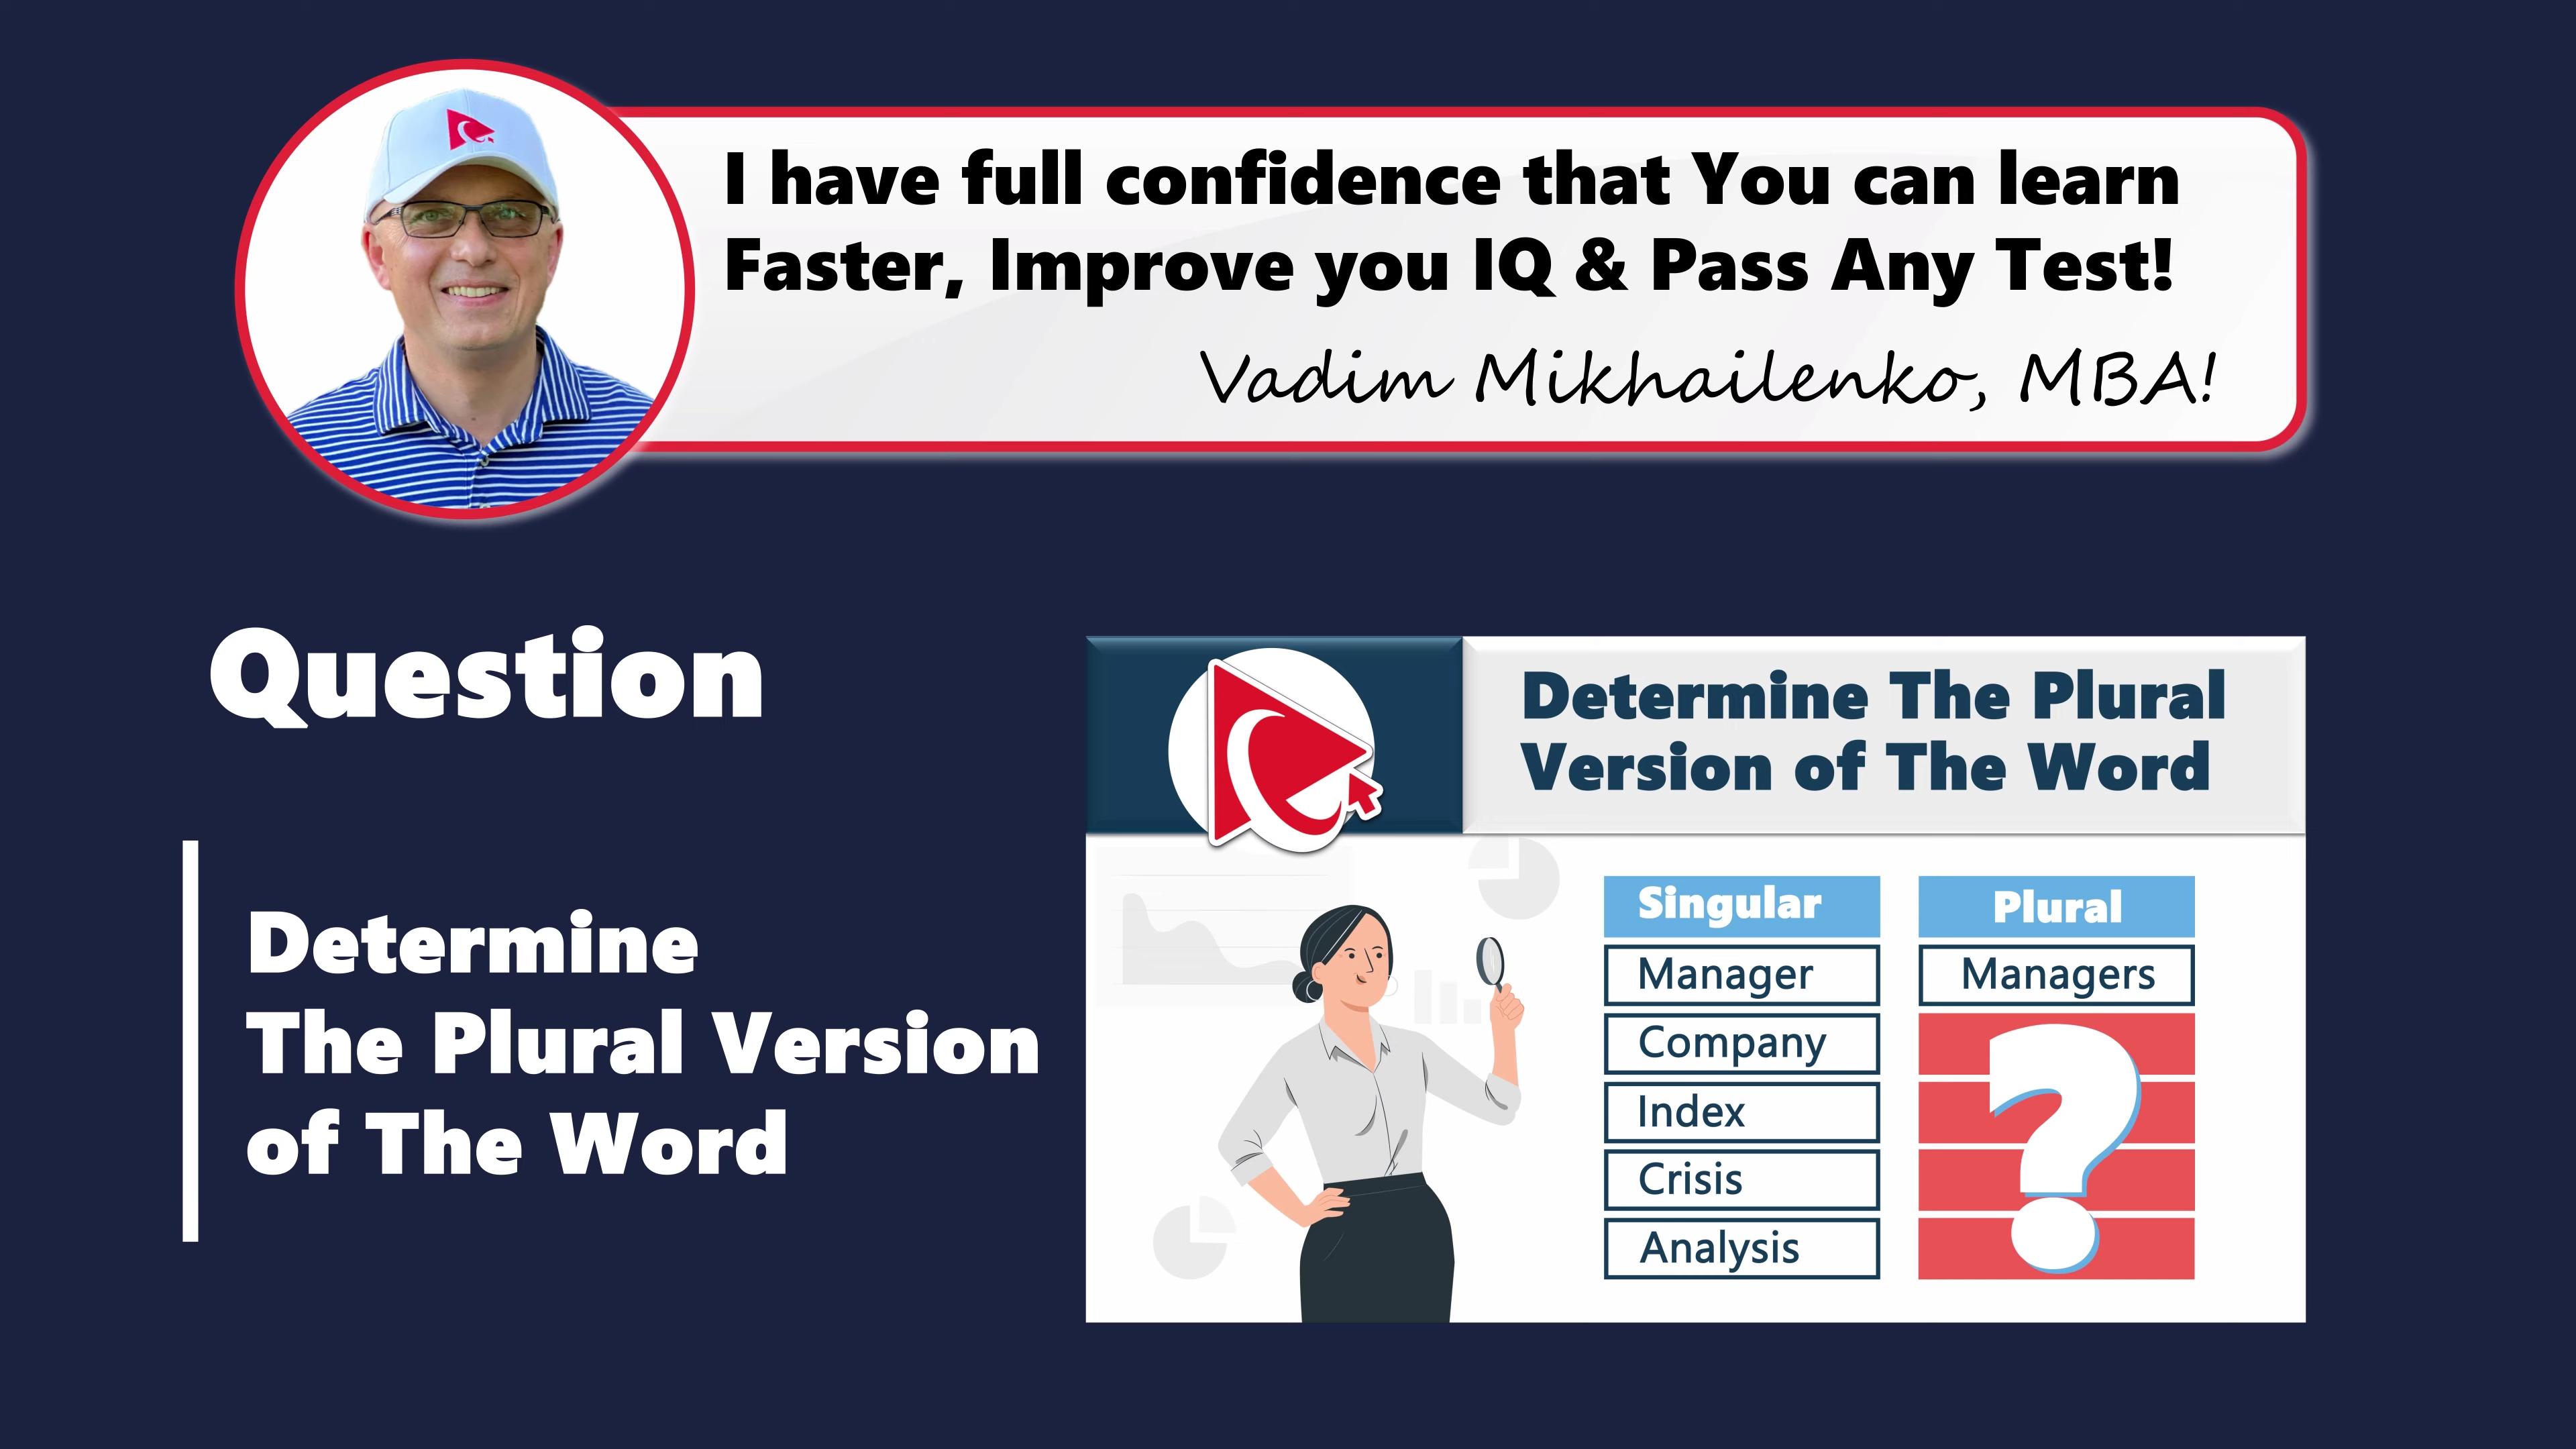 I have full confidence that You can learn
Faster, Improve you IQ & Pass Any Test!
Vadim Mikhailenko, MBA!
Question
Determine
The Plural Version
of The Word
Determine The Plural
Version of The Word
Singular Plural
Manager Managers
Company
Index
Crisis
Analysis
?